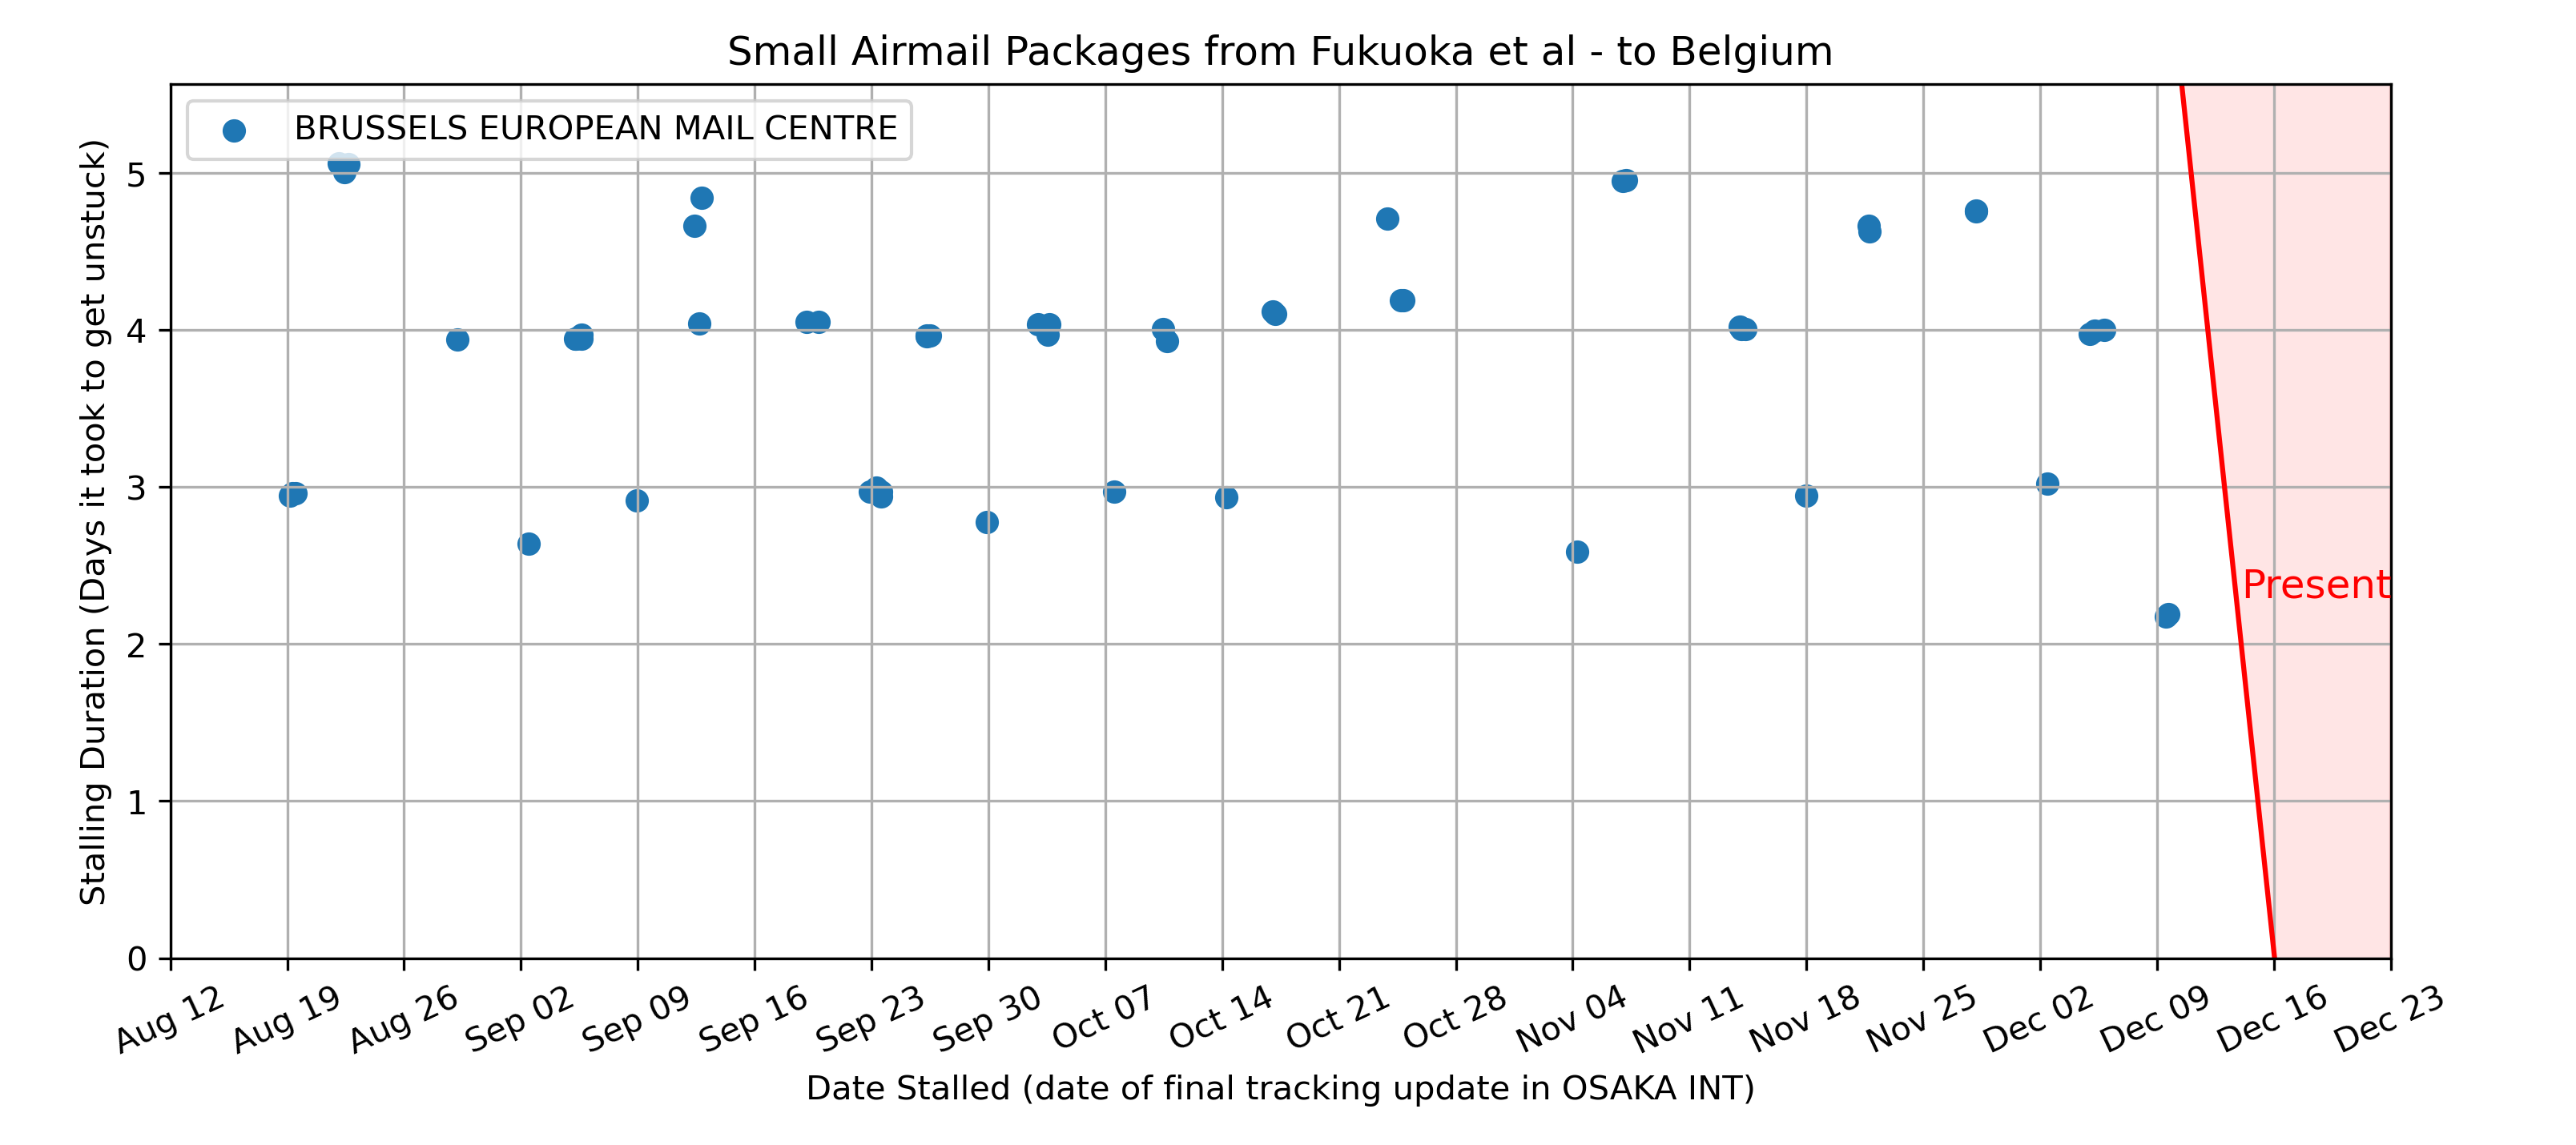 Small Airmail Packages from Fukuoka et al - to Belgium
BRUSSELS EUROPEAN MAIL CENTRE
Stalling Duration (Days it took to get unstuck)
5
4
3
2
1
0
Present
Aug 12
Aug 19
Aug 26
Sep 02
Sep 09
Sep 16
Sep 23
Sep 30
Oct 07
Oct 14
Oct 21
Oct 28
Nov 04
Nov 11
Nov 18
Nov 25
Dec 02
Dec 09
Dec 16
Dec 23
Date Stalled (date of final tracking update in OSAKA INT)